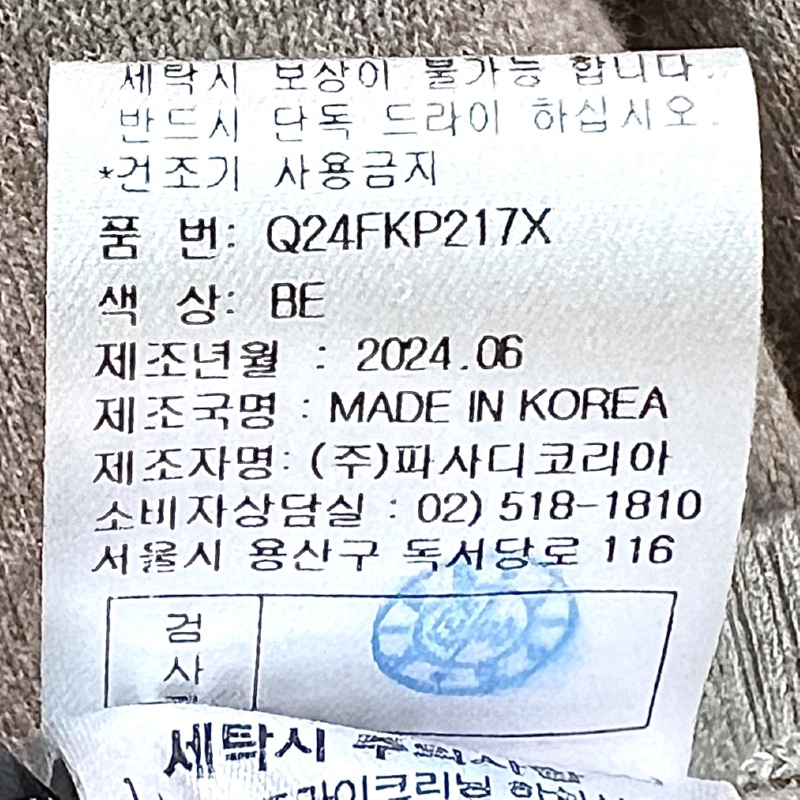 세탁시 보상이 불가능 합니다.
반드시 단독 드라이 하십시오.
*건조기 사용금지
품 번: Q24FKP217X
색 상: BE
제조년월 : 2024.06
제조국명 : MADE IN KOREA
제조자명: (주)파사디코리아
소비자상담실 : 02) 518-1810
서울시 용산구 독서당로 116
검
사
세탁시